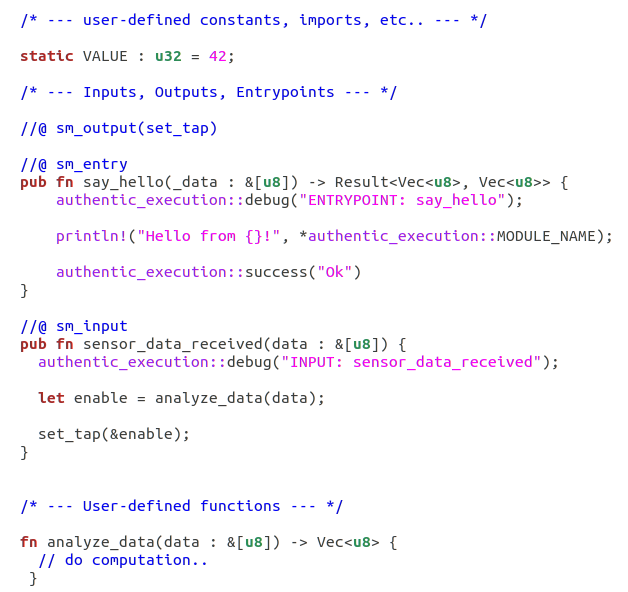 /* --- user-defined constants, imports, etc.. --- */
static VALUE : u32 = 42;
/* --- Inputs, Outputs, Entrypoints --- */
//@ sm_output(set_tap)
//@ sm_entry
pub fn say_hello(_data : &[u8]) -> Result<Vec<u8>, Vec<u8>> {
    authentic_execution::debug("ENTRYPOINT: say_hello");
    println!("Hello from {}!", *authentic_execution::MODULE_NAME);
    authentic_execution::success("Ok")
}
//@ sm_input
pub fn sensor_data_received(data : &[u8]) {
  authentic_execution::debug("INPUT: sensor_data_received");
  let enable = analyze_data(data);
  set_tap(&enable);
}
/* --- User-defined functions --- */
fn analyze_data(data : &[u8]) -> Vec<u8> {
  // do computation..
 }